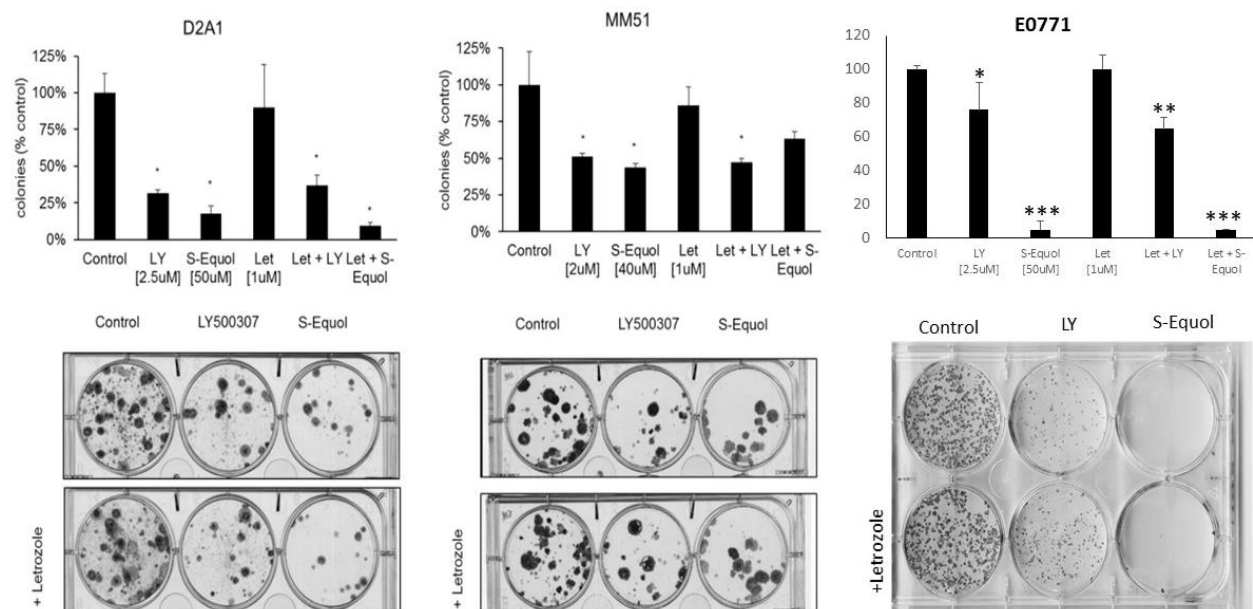 D2A1
colonies (% control)
125%
100%
75%
50%
25%
0%
*
*
*
*
Control
LY
[2.5uM]
S-Equol
[50uM]
Let
[1uM]
Let + LY
Let + S-
Equol
MM51
colonies (% control)
125%
100%
75%
50%
25%
0%
*
*
*
Control
LY
[2uM]
S-Equol
[40uM]
Let
[1uM]
Let + LY
Let + S-
Equol
E0771
120
100
80
60
40
20
0
*
***
**
***
Control
LY
[2.5uM]
S-Equol
[50uM]
Let
[1uM]
Let + LY
Let + S-
Equol
Control LY500307 S-Equol
+ Letrozole
Control LY500307 S-Equol
+ Letrozole
Control LY S-Equol
+Letrozole